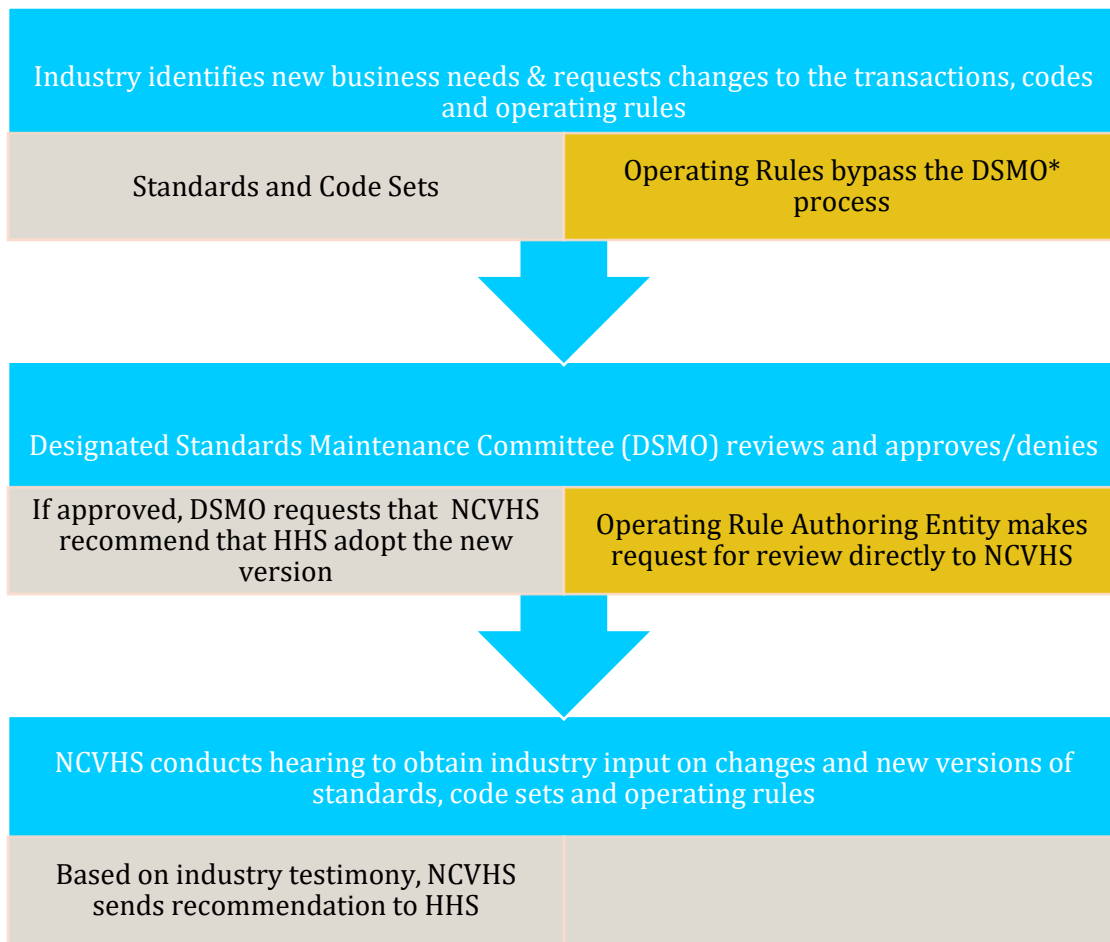 Industry identifies new business needs & requests changes to the transactions, codes
and operating rules
Standards and Code Sets
Operating Rules bypass the DSMO*
process
Designated Standards Maintenance Committee (DSMO) reviews and approves/denies
If approved, DSMO requests that NCVHS
recommend that HHS adopt the new
version
Operating Rule Authoring Entity makes
request for review directly to NCVHS
NCVHS conducts hearing to obtain industry input on changes and new versions of
standards, code sets and operating rules
Based on industry testimony, NCVHS
sends recommendation to HHS